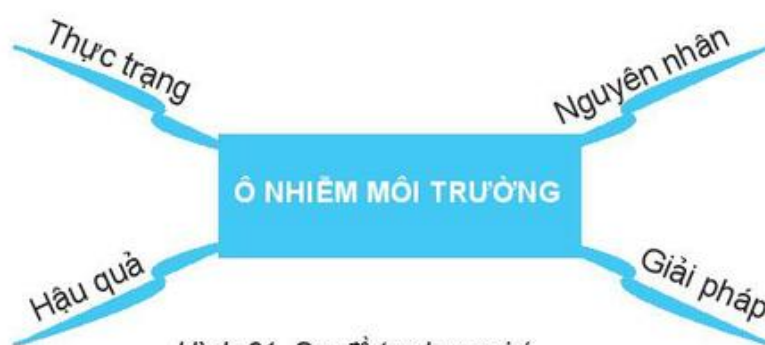 Thực trạng
Nguyên nhân
Ô NHIỄM MÔI TRƯỜNG
Hậu quả
Giải pháp